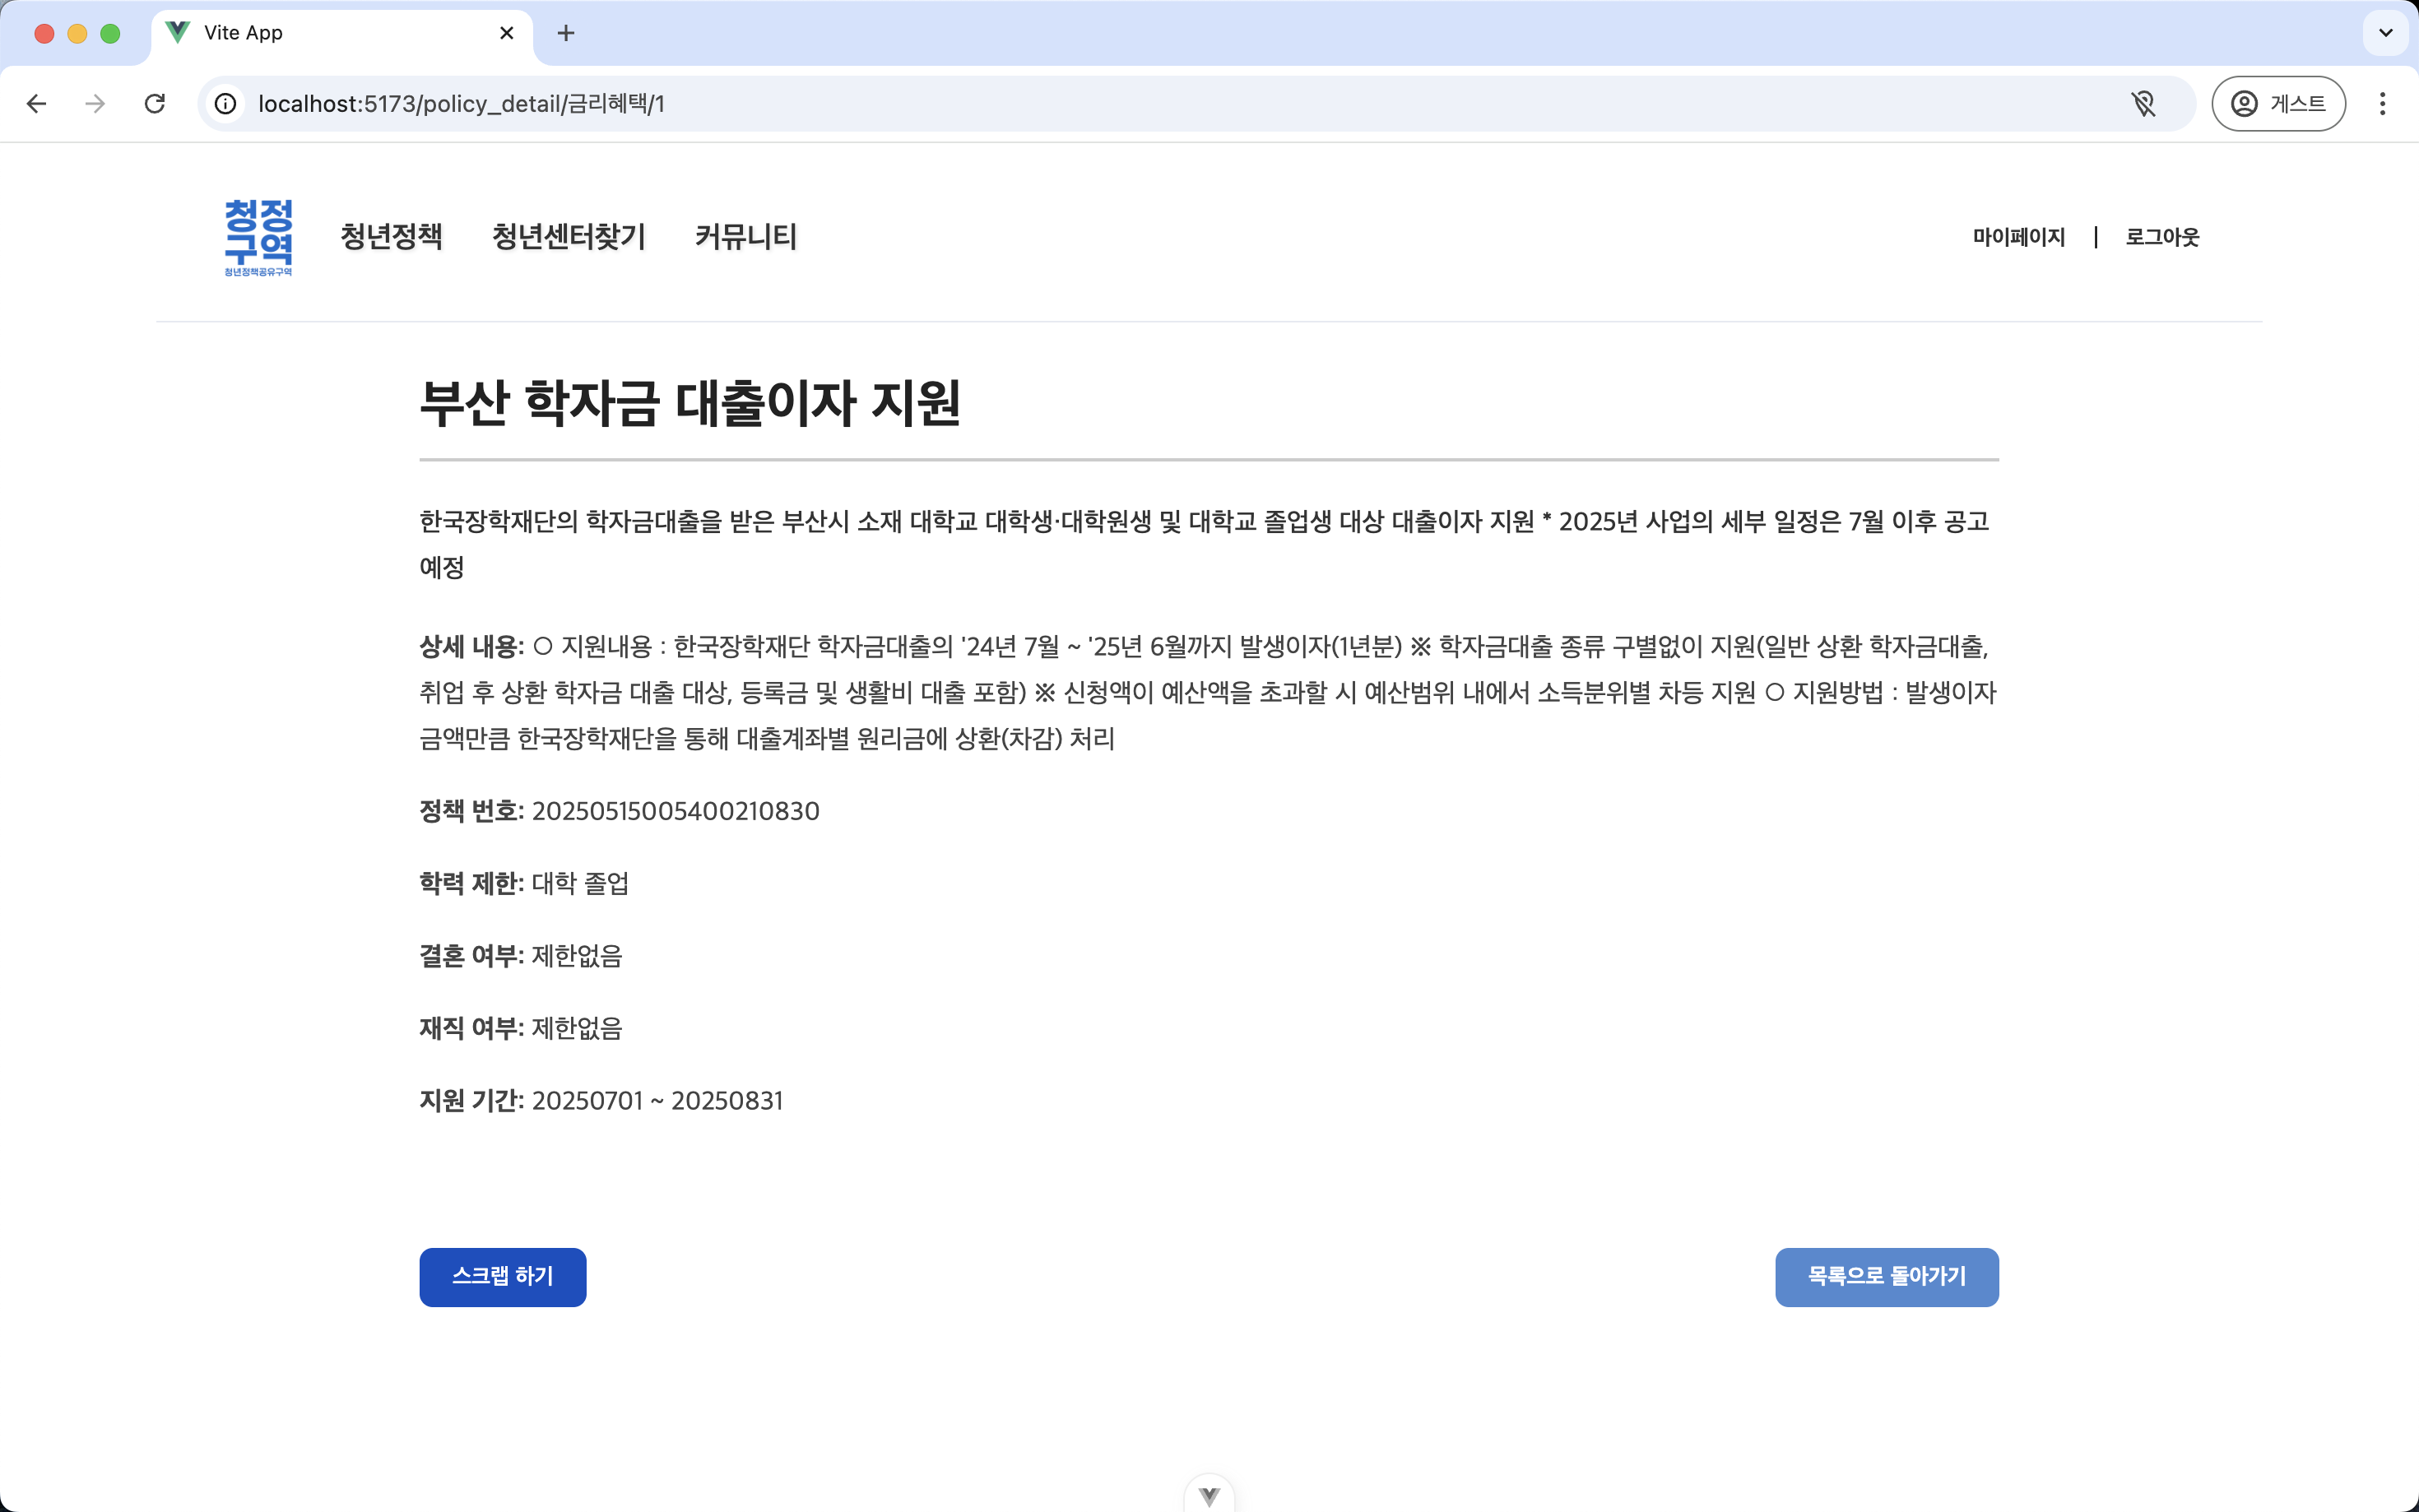 Vite App
localhost:5173/policy_detail/금리혜택/1
게스트
청정
구역
청년정책공유구역
청년정책
청년센터찾기
커뮤니티
마이페이지 | 로그아웃
부산 학자금 대출이자 지원
한국장학재단의 학자금대출을 받은 부산시 소재 대학교 대학생·대학원생 및 대학교 졸업생 대상 대출이자 지원 * 2025년 사업의 세부 일정은 7월 이후 공고
예정
상세 내용: ○ 지원내용 : 한국장학재단 학자금대출의 '24년 7월 ~ '25년 6월까지 발생이자(1년분) ※ 학자금대출 종류 구별없이 지원(일반 상환 학자금대출,
취업 후 상환 학자금 대출 대상, 등록금 및 생활비 대출 포함) ※ 신청액이 예산액을 초과할 시 예산범위 내에서 소득분위별 차등 지원 ○ 지원방법 : 발생이자
금액만큼 한국장학재단을 통해 대출계좌별 원리금에 상환(차감) 처리
정책 번호: 20250515005400210830
학력 제한: 대학 졸업
결혼 여부: 제한없음
재직 여부: 제한없음
지원 기간: 20250701 ~ 20250831
스크랩 하기
목록으로 돌아가기